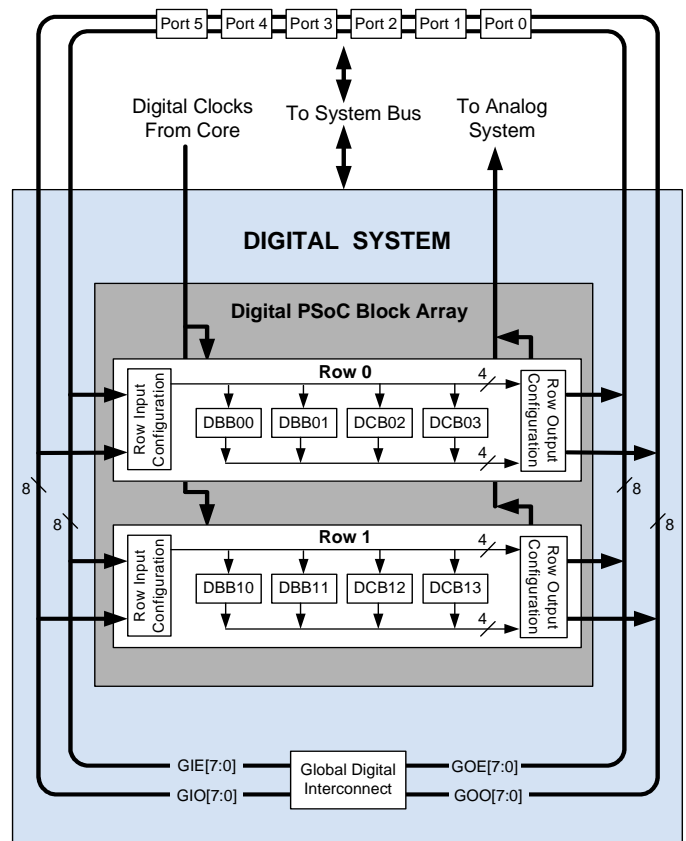 Port 5 Port 4 Port 3 Port 2 Port 1 Port 0
Digital Clocks
From Core
To System Bus
To Analog
System
DIGITAL SYSTEM
Digital PSoC Block Array
Row Input
Configuration
Row 0
4
DBB00 DBB01 DCB02 DCB03
4
Row Output
Configuration
8
8
8
8
Row Input
Configuration
Row 1
4
DBB10 DBB11 DCB12 DCB13
4
Row Output
Configuration
GIE[7:0]
GIO[7:0]
Global Digital
Interconnect
GOE[7:0]
GOO[7:0]